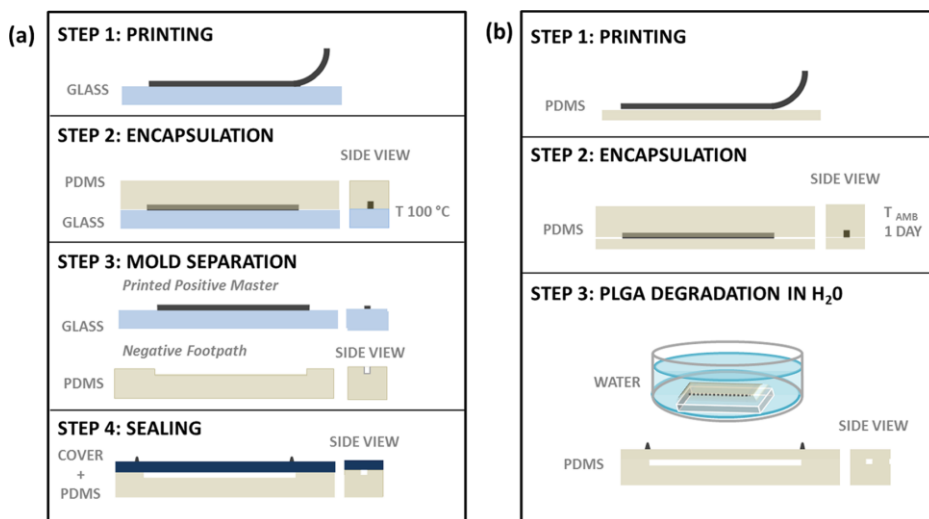 (a)
STEP 1: PRINTING
GLASS
STEP 2: ENCAPSULATION
SIDE VIEW
PDMS
GLASS
T 100 °C
STEP 3: MOLD SEPARATION
Printed Positive Master
GLASS
Negative Footpath
SIDE VIEW
PDMS
STEP 4: SEALING
SIDE VIEW
COVER
+
PDMS
(b)
STEP 1: PRINTING
PDMS
STEP 2: ENCAPSULATION
SIDE VIEW
PDMS
T AMB
1 DAY
STEP 3: PLGA DEGRADATION IN H₂0
WATER
SIDE VIEW
PDMS